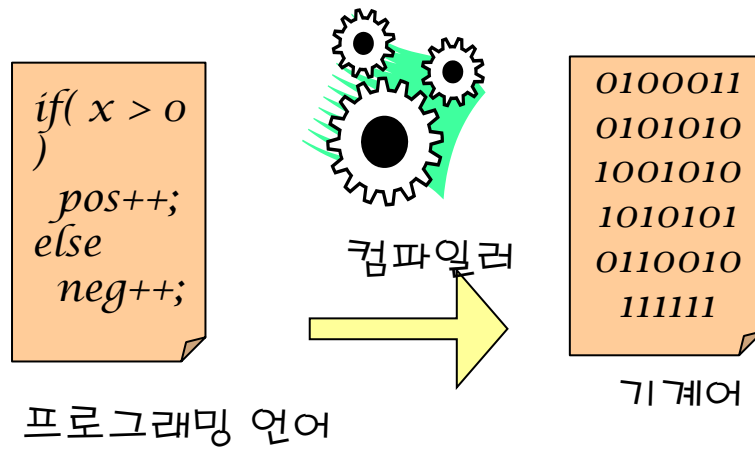 if( x > 0
)
pos++;
else
neg++;
프로그래밍 언어
컴파일러
0100011
0101010
1001010
1010101
0110010
111111
기계어